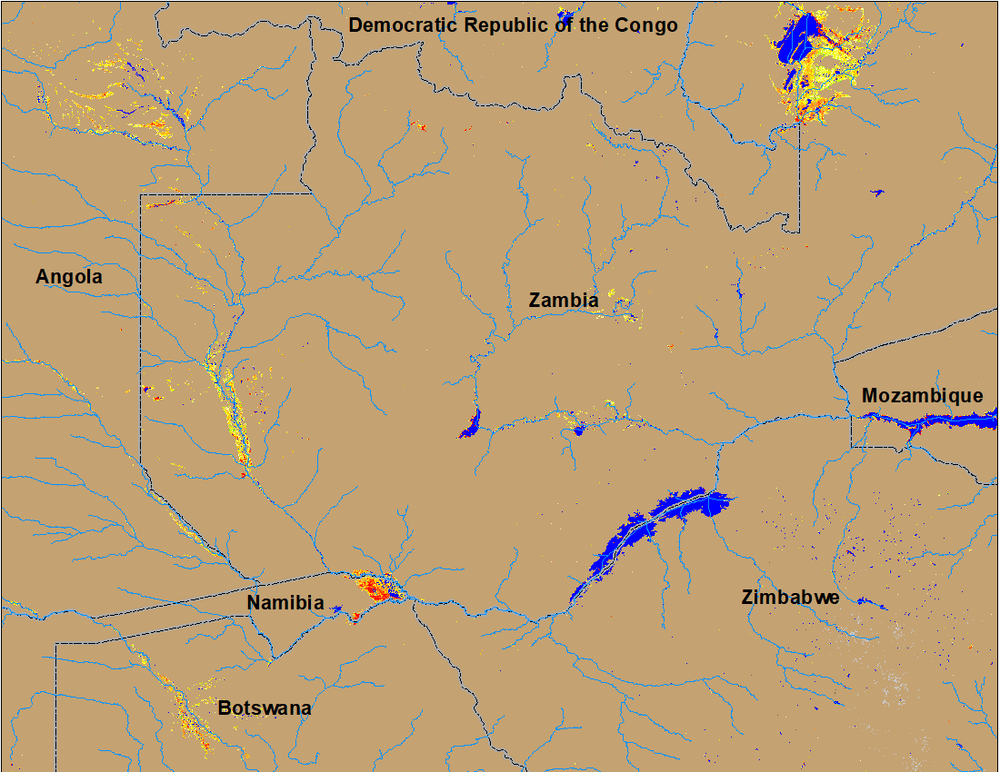 Democratic Republic of the Congo
Angola
Zambia
Mozambique
Zimbabwe
Namibia
Botswana